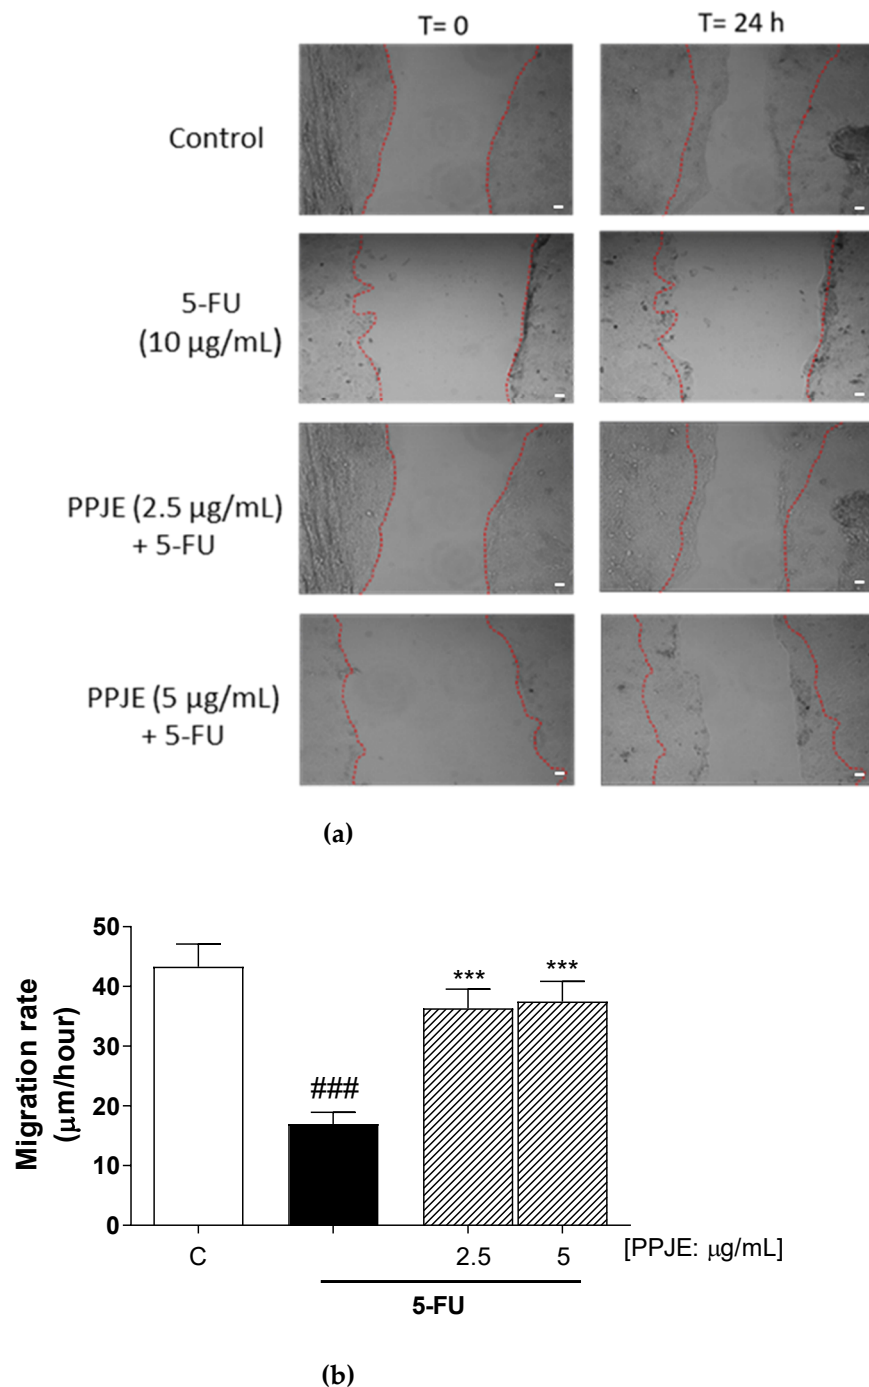 T= 0
T= 24 h
Control
5-FU
(10 µg/mL)
PPJE (2.5 µg/mL)
+ 5-FU
PPJE (5 µg/mL)
+ 5-FU
(a)
Migration rate
(µm/hour)
50
40
30
20
10
0
###
***
***
C
2.5
5
[PPJE: µg/mL]
5-FU
(b)